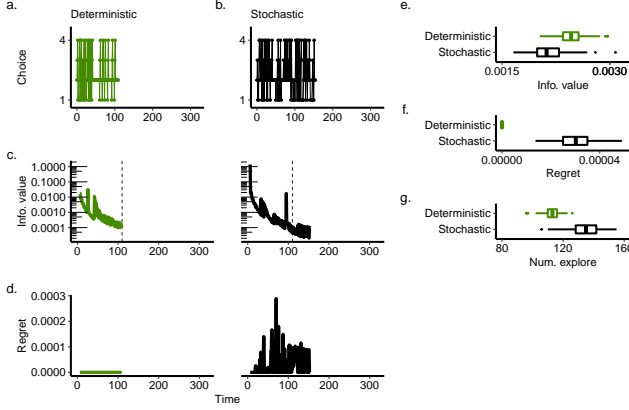 a.
Deterministic
Choice
4
1
0 100 200 300
b.
Stochastic
4
1
0 100 200 300
c.
Info. value
1.0000
0.1000
0.0100
0.0010
0.0001
0 100 200 300
0 100 200 300
d.
Regret
0.0003
0.0002
0.0001
0.0000
0 100 200 300
0 100 200 300
Time
e.
Deterministic
Stochastic
0.0015 0.0030
Info. value
f.
Deterministic
Stochastic
0.00000 0.00004
Regret
g.
Deterministic
Stochastic
80 120 160
Num. explore